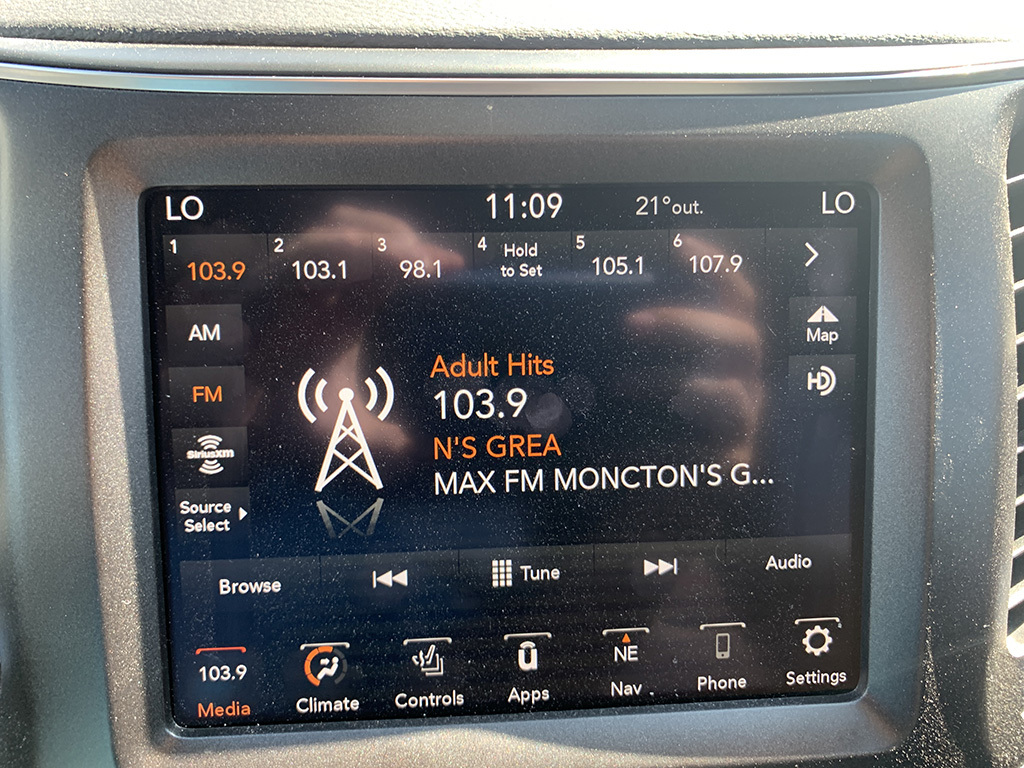 LO 11:09 21°out. LO
1 2 3 4 Hold 5 6
103.9 103.1 98.1 to Set 105.1 107.9
AM
Map
FM
HD
SiriusXM
Source
Select
Adult Hits
103.9
N'S GREA
MAX FM MONCTON'S G...
Browse Tune Audio
103.9 NE
Media Climate Controls Apps Nav Phone Settings